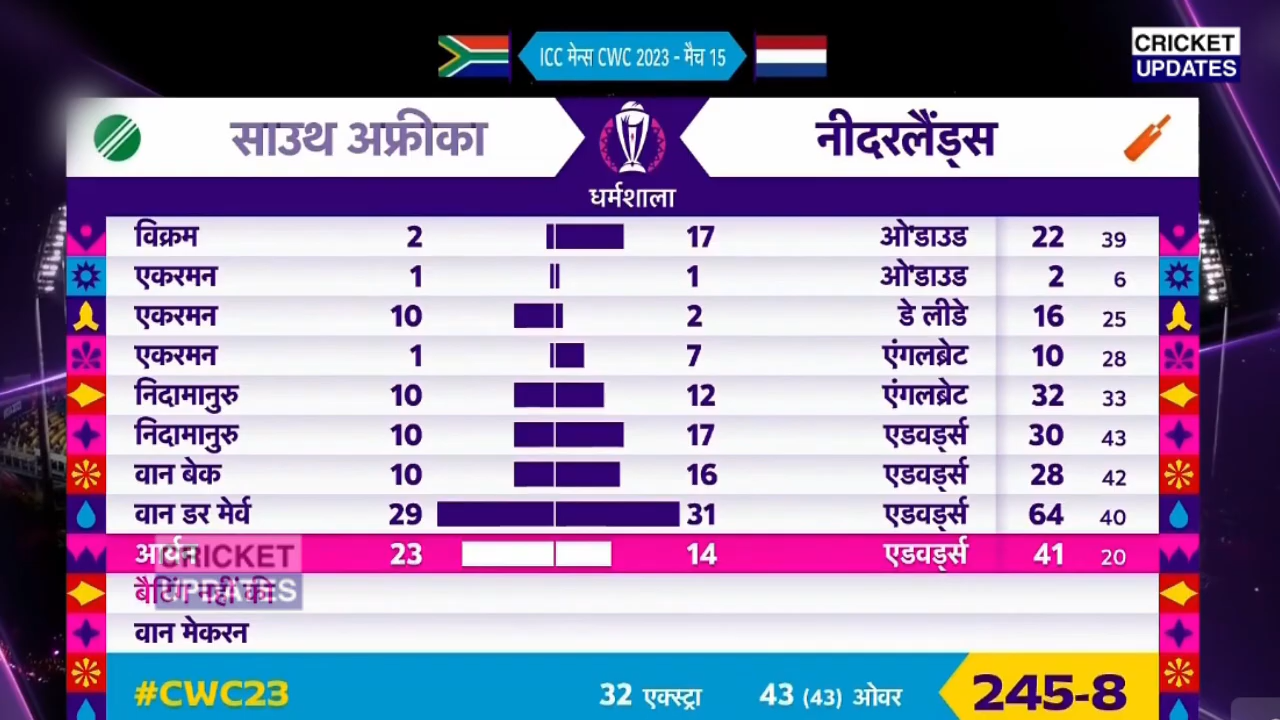 ICC मेन्स CWC 2023 - मैच 15
CRICKET
UPDATES
साउथ अफ्रीका नीदरलैंड्स
धर्मशाला
विक्रम 2 17 ओ'डाउड 22 39
एकरमन 1 1 ओ'डाउड 2 6
एकरमन 10 2 डे लीडे 16 25
एकरमन 1 7 एंगलब्रेट 10 28
निदामानुरु 10 12 एंगलब्रेट 32 33
निदामानुरु 10 17 एडवर्ड्स 30 43
वान बेक 10 16 एडवर्ड्स 28 42
वान डर मेर्व 29 31 एडवर्ड्स 64 40
आर्यन 23 14 एडवर्ड्स 41 20
CRICKET
UPDATES
बैटिंग नहीं की
वान मेकरन
#CWC23 32 एक्स्ट्रा 43 (43) ओवर 245-8